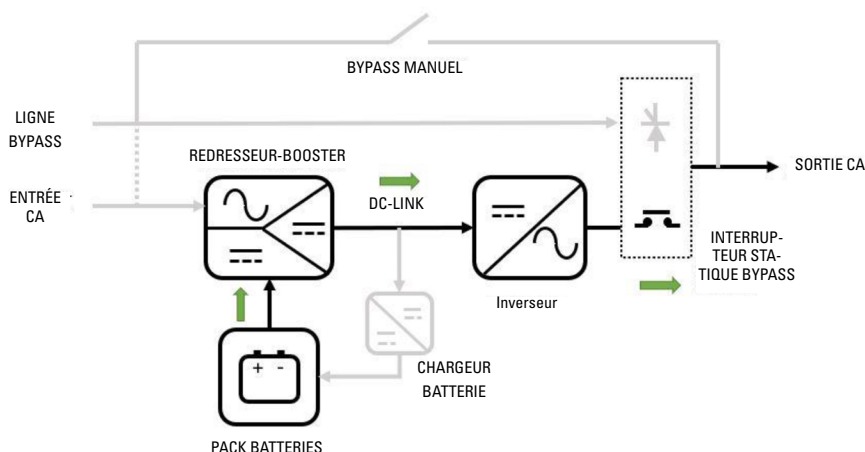 BYPASS MANUEL
LIGNE
BYPASS
REDRESSEUR-BOOSTER
SORTIE CA
ENTRÉE
CA
DC-LINK
INTERRUP-
TEUR STA-
TIQUE BYPASS
Inverseur
+ -
CHARGEUR
BATTERIE
PACK BATTERIES